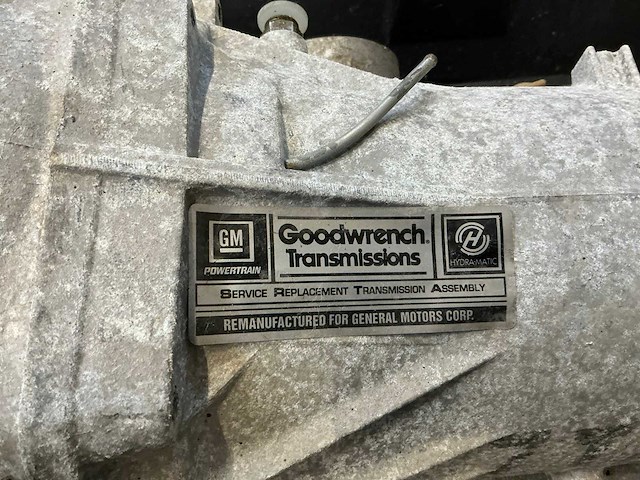 GM
POWERTRAIN
Goodwrench®
Transmissions
H
HYDRA-MATIC
SERVICE REPLACEMENT TRANSMISSION ASSEMBLY
REMANUFACTURED FOR GENERAL MOTORS CORP.